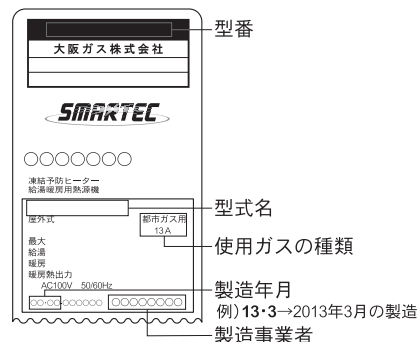 型番
大阪ガス株式会社
SMARTEC
○○○○○○○
凍結予防ヒーター
給湯暖房用熱源機
型式名
屋外式
都市ガス用
13A
使用ガスの種類
最大
給湯
暖房
暖房熱出力
AC100V 50/60Hz
製造年月
○○・○○-○○○○○○ ○○○○○○○○
例)13・3→2013年3月の製造
製造事業者